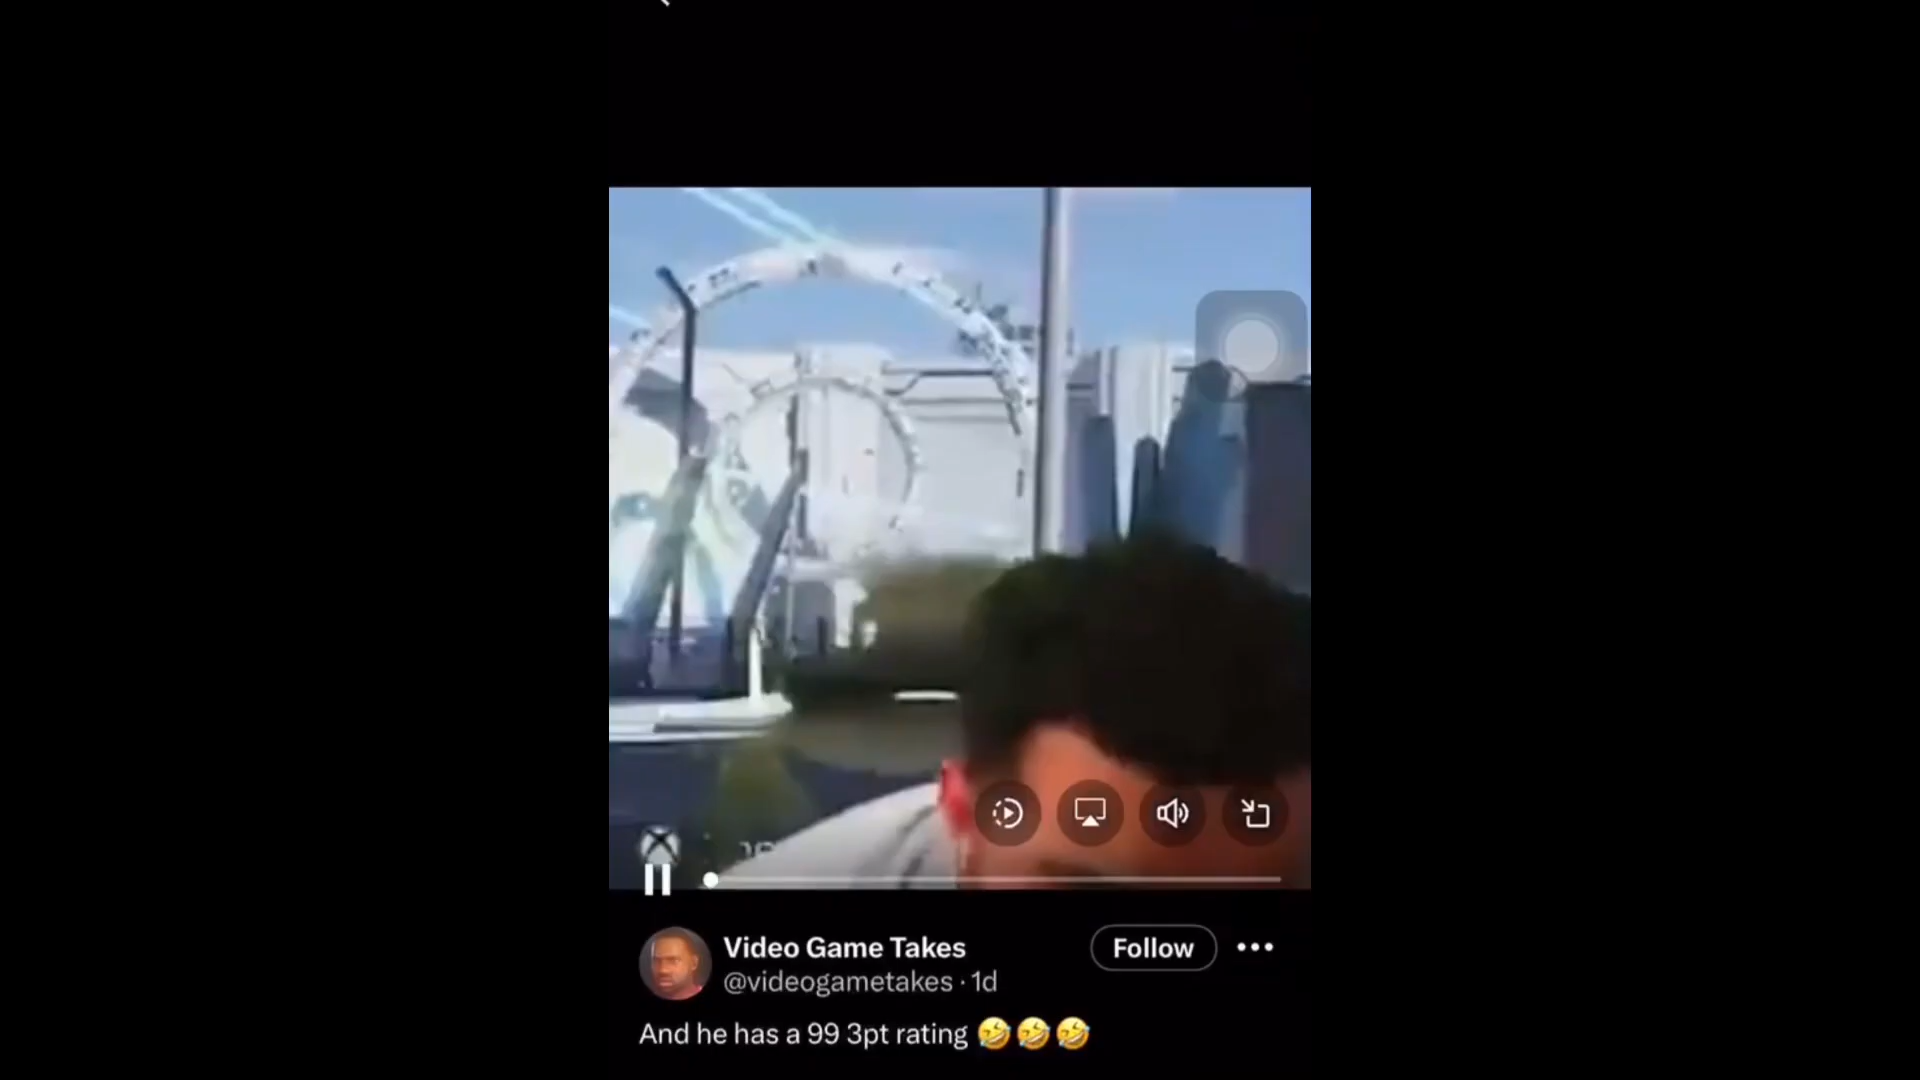 Video Game Takes
Follow
@videogametakes · 1d
And he has a 99 3pt rating 🤣🤣🤣